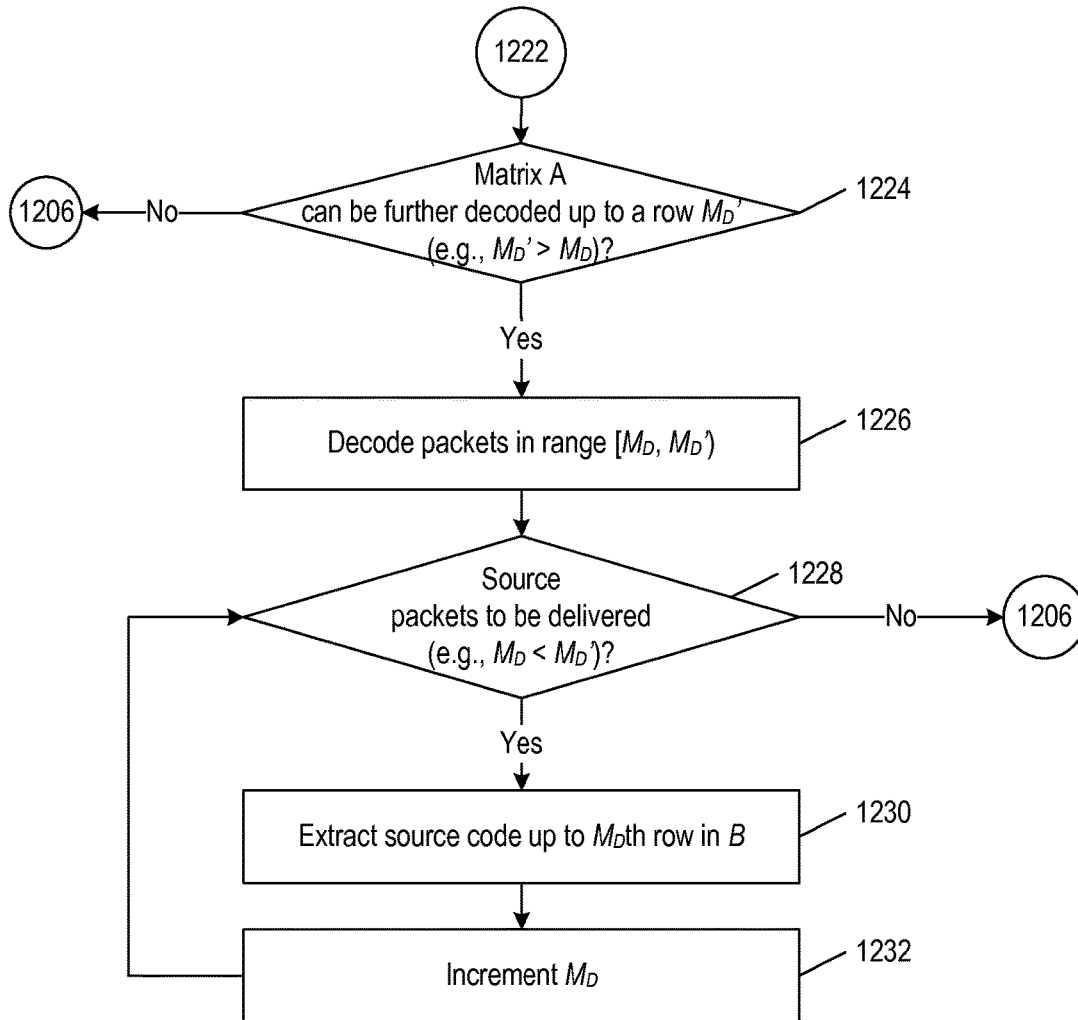 1222
Matrix A
can be further decoded up to a row MD'
(e.g., MD' > MD)?
1224
1206
No
Yes
1226
Decode packets in range [MD, MD')
1228
Source
packets to be delivered
(e.g., MD < MD')?
No
1206
Yes
1230
Extract source code up to MDth row in B
1232
Increment MD